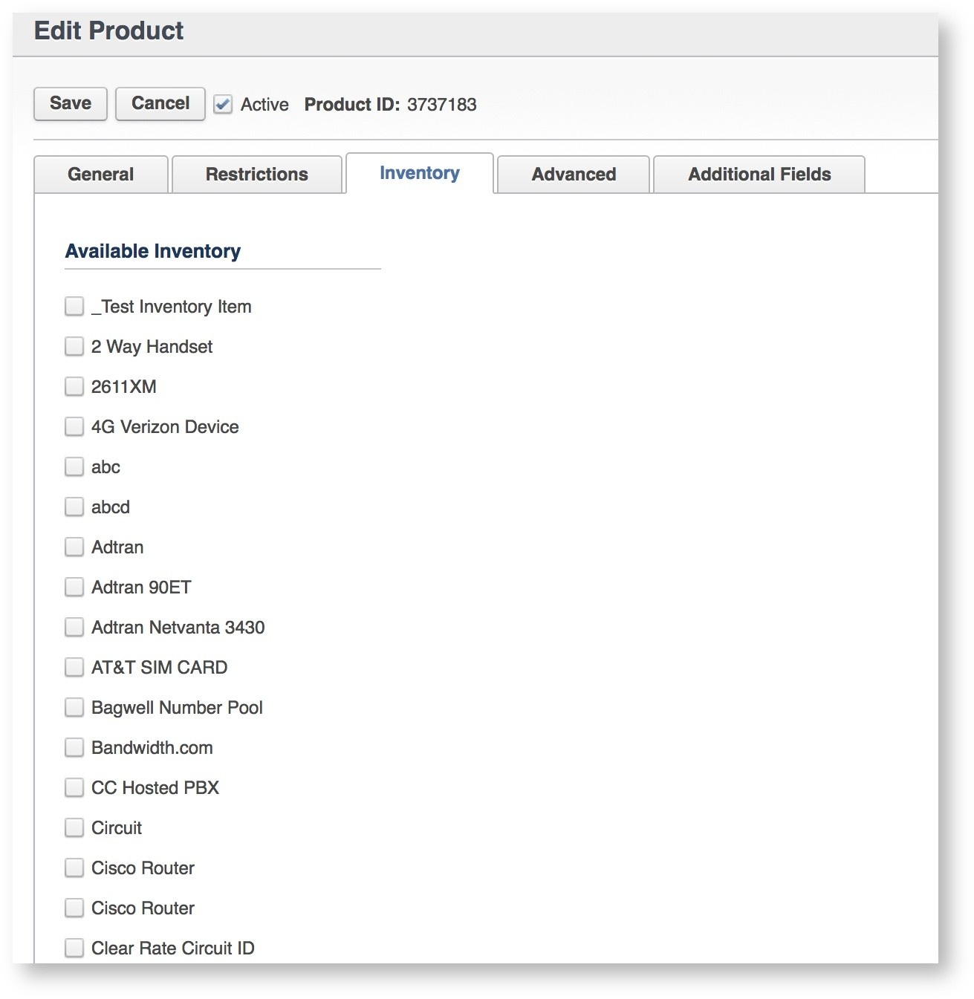 Edit Product
Save Cancel Active Product ID: 3737183
General Restrictions Inventory Advanced Additional Fields
Available Inventory
_Test Inventory Item
2 Way Handset
2611XM
4G Verizon Device
abc
abcd
Adtran
Adtran 90ET
Adtran Netvanta 3430
AT&T SIM CARD
Bagwell Number Pool
Bandwidth.com
CC Hosted PBX
Circuit
Cisco Router
Cisco Router
Clear Rate Circuit ID